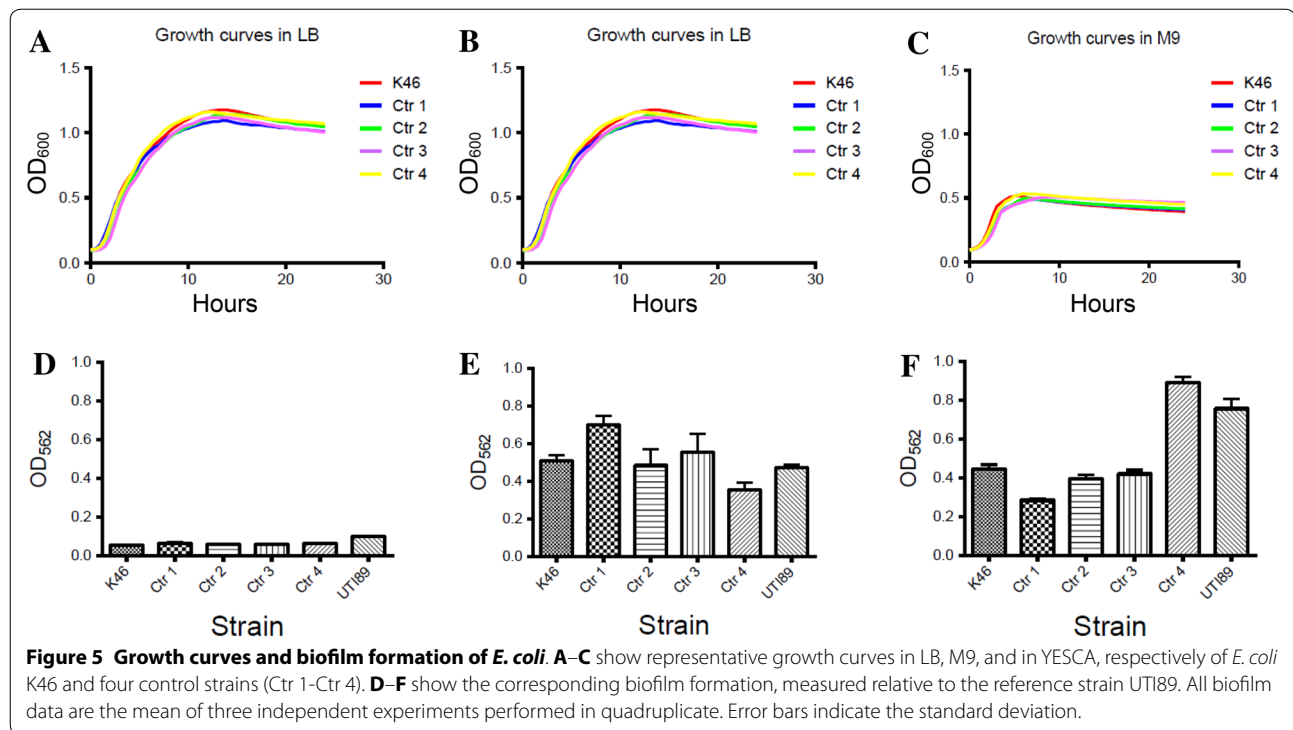 A
Growth curves in LB
1.5
1.0
0.5
0.0
OD600
0
10
20
30
Hours
K46
Ctr 1
Ctr 2
Ctr 3
Ctr 4
B
Growth curves in LB
1.5
1.0
0.5
0.0
OD600
0
10
20
30
Hours
K46
Ctr 1
Ctr 2
Ctr 3
Ctr 4
C
Growth curves in M9
1.5
1.0
0.5
0.0
OD600
0
10
20
30
Hours
K46
Ctr 1
Ctr 2
Ctr 3
Ctr 4
D
1.0
0.8
0.6
0.4
0.2
0.0
OD562
K46
Ctr 1
Ctr 2
Ctr 3
Ctr 4
UTI89
Strain
E
1.0
0.8
0.6
0.4
0.2
0.0
OD562
K46
Ctr 1
Ctr 2
Ctr 3
Ctr 4
UTI89
Strain
F
1.0
0.8
0.6
0.4
0.2
0.0
OD562
K46
Ctr 1
Ctr 2
Ctr 3
Ctr 4
UTI89
Strain
Figure 5 Growth curves and biofilm formation of E. coli. A–C show representative growth curves in LB, M9, and in YESCA, respectively of E. coli
K46 and four control strains (Ctr 1-Ctr 4). D–F show the corresponding biofilm formation, measured relative to the reference strain UTI89. All biofilm
data are the mean of three independent experiments performed in quadruplicate. Error bars indicate the standard deviation.